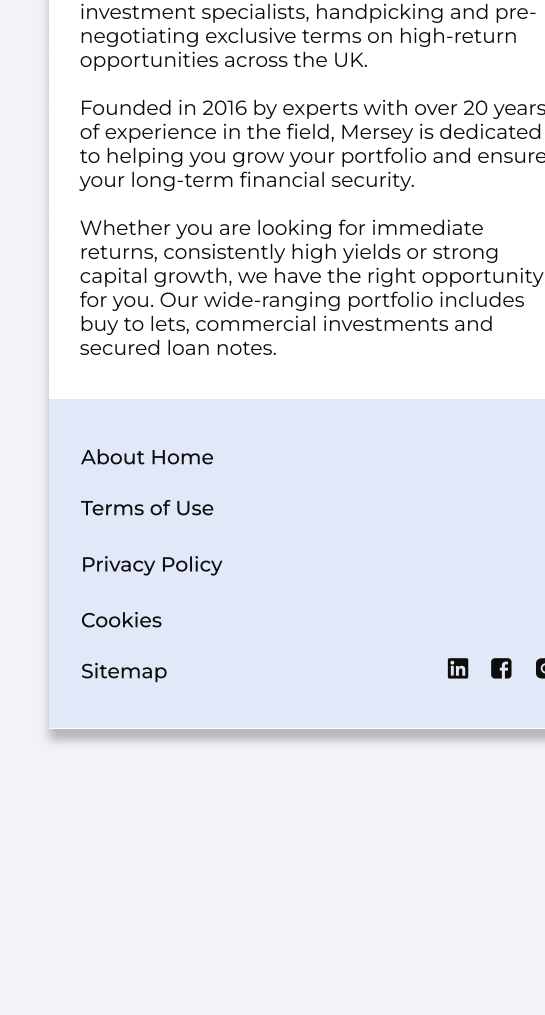 investment specialists, handpicking and pre-
negotiating exclusive terms on high-return
opportunities across the UK.
Founded in 2016 by experts with over 20 years
of experience in the field, Mersey is dedicated
to helping you grow your portfolio and ensure
your long-term financial security.
Whether you are looking for immediate
returns, consistently high yields or strong
capital growth, we have the right opportunity
for you. Our wide-ranging portfolio includes
buy to lets, commercial investments and
secured loan notes.
About Home
Terms of Use
Privacy Policy
Cookies
Sitemap